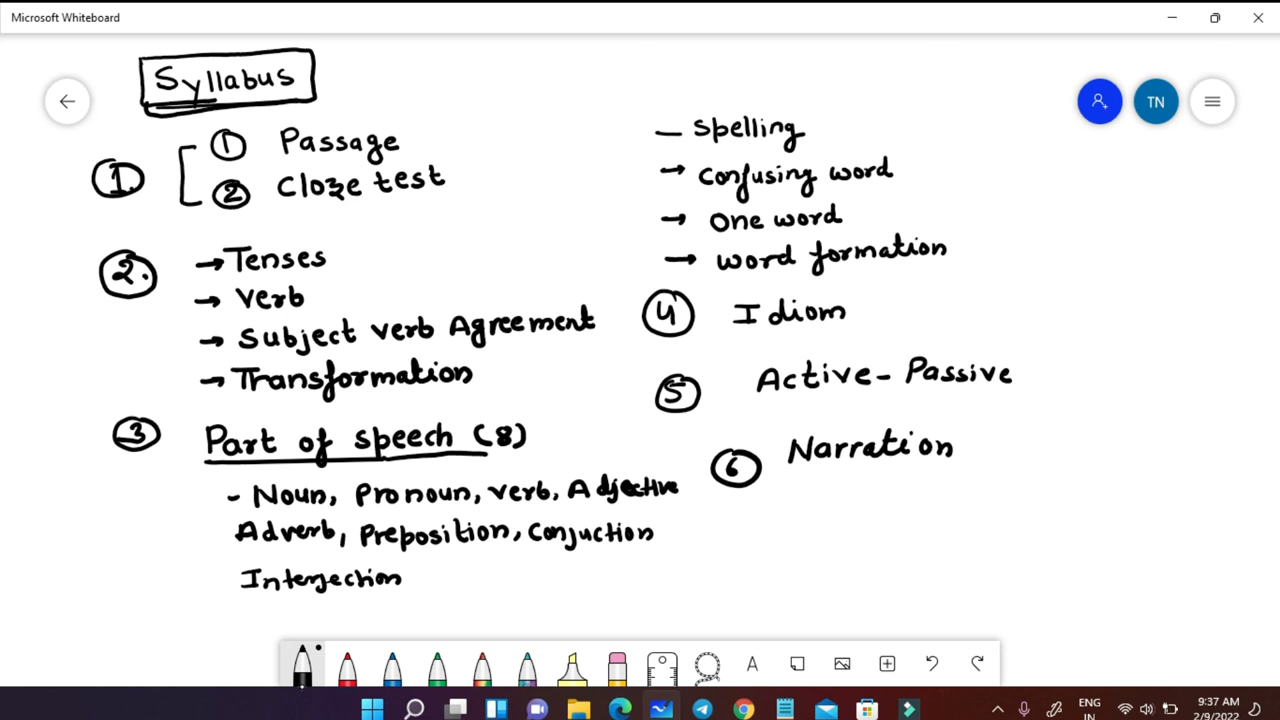 Microsoft Whiteboard
Syllabus
1.
① Passage
② Cloze test
2.
→ Tenses
→ Verb
→ Subject verb Agreement
→ Transformation
3
Part of speech (8)
- Noun, Pronoun, verb, Adjective
Adverb, Preposition, Conjuction
Interjection
— Spelling
→ Confusing word
→ One word
→ word formation
4 Idiom
5 Active - Passive
6 Narration
TN
A
ENG
IN
9:37 AM
2/9/2022